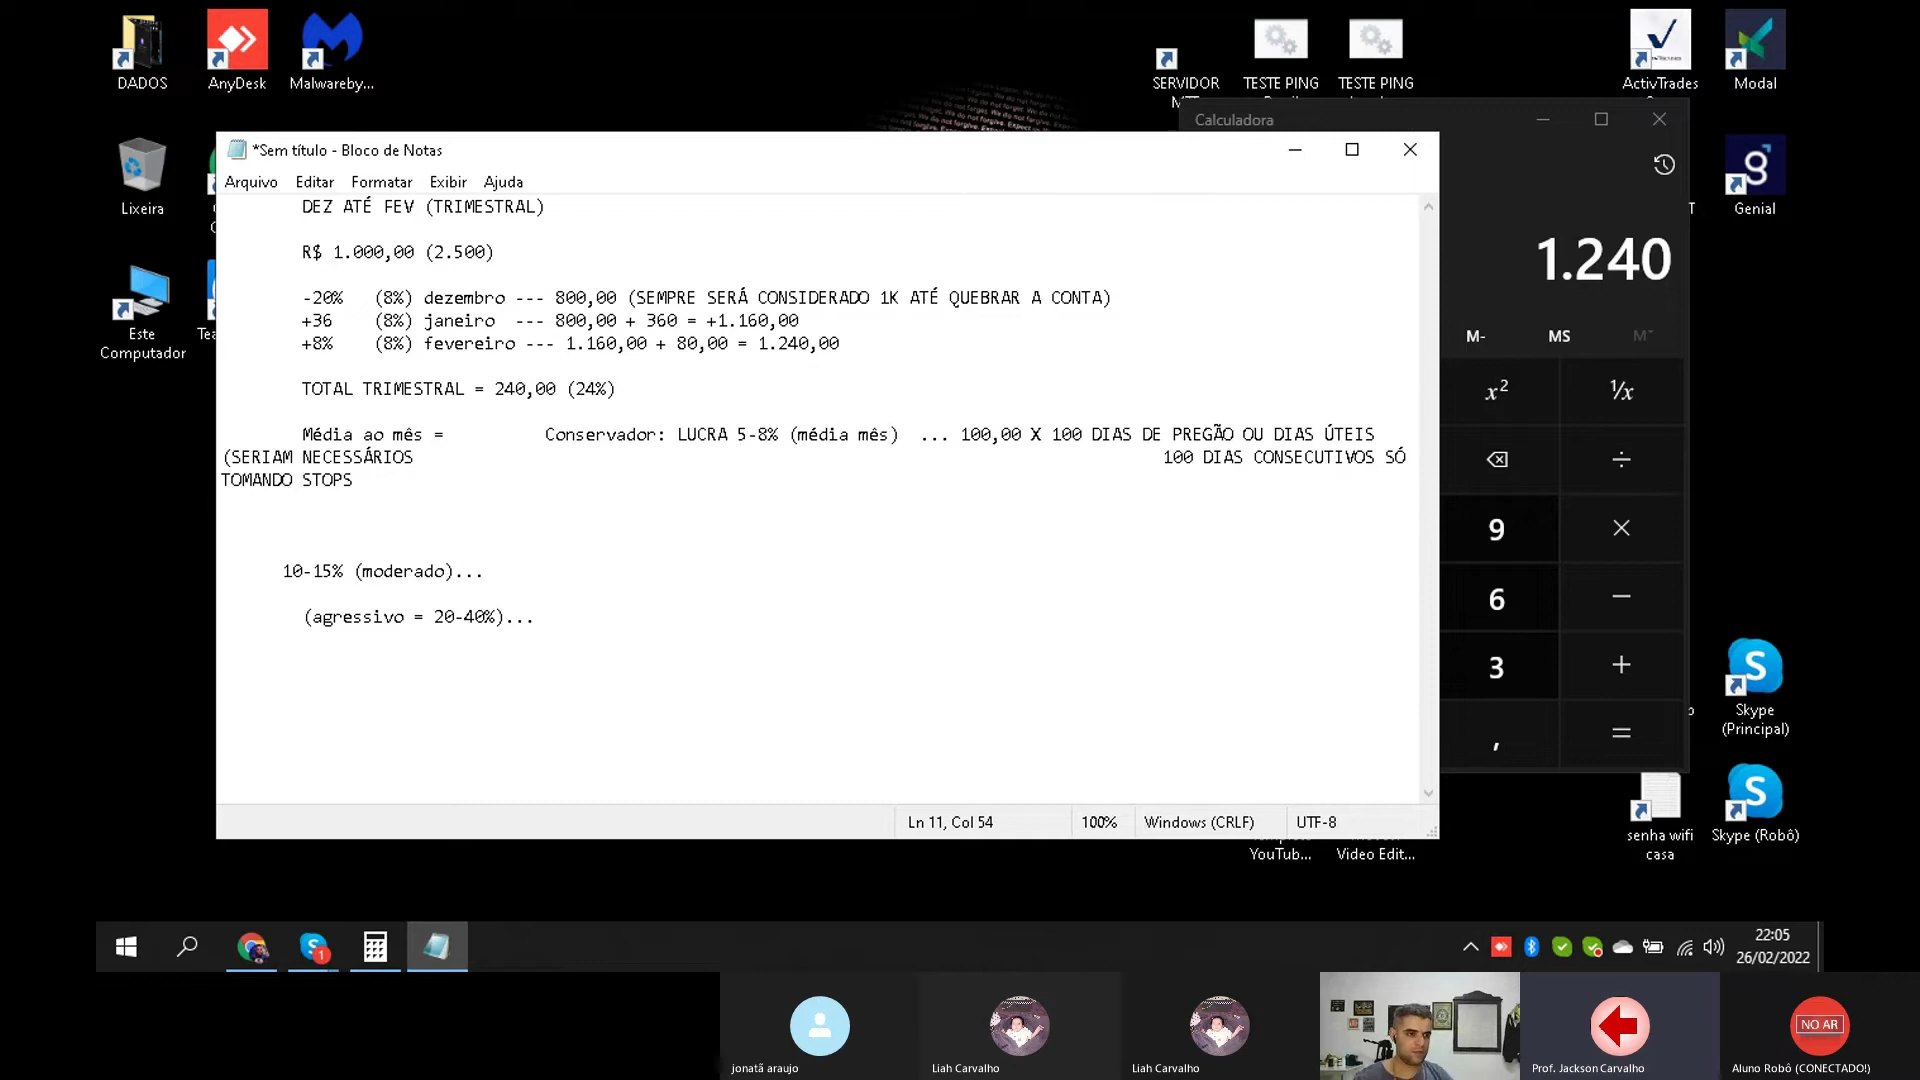 DADOS
AnyDesk
Malwareby...
SERVIDOR
TESTE PING
TESTE PING
ActivTrades
Modal
Calculadora
*Sem título - Bloco de Notas
Arquivo Editar Formatar Exibir Ajuda
Lixeira
Genial
DEZ ATÉ FEV (TRIMESTRAL)
R$ 1.000,00 (2.500)
1.240
-20% (8%) dezembro --- 800,00 (SEMPRE SERÁ CONSIDERADO 1K ATÉ QUEBRAR A CONTA)
+36 (8%) janeiro --- 800,00 + 360 = +1.160,00
+8% (8%) fevereiro --- 1.160,00 + 80,00 = 1.240,00
Este
Computador
M- MS
TOTAL TRIMESTRAL = 240,00 (24%)
x² ⅟x
Média ao mês = Conservador: LUCRA 5-8% (média mês) ... 100,00 X 100 DIAS DE PREGÃO OU DIAS ÚTEIS
(SERIAM NECESSÁRIOS 100 DIAS CONSECUTIVOS SÓ
TOMANDO STOPS
÷
9 ×
10-15% (moderado)...
6 −
(agressivo = 20-40%)...
3 +
, =
Skype
(Principal)
Ln 11, Col 54 100% Windows (CRLF) UTF-8
senha wifi
casa
Skype (Robô)
YouTub...
Video Edit...
22:05
26/02/2022
NO AR
jonatã araujo
Liah Carvalho
Liah Carvalho
Prof. Jackson Carvalho
Aluno Robô (CONECTADO!)